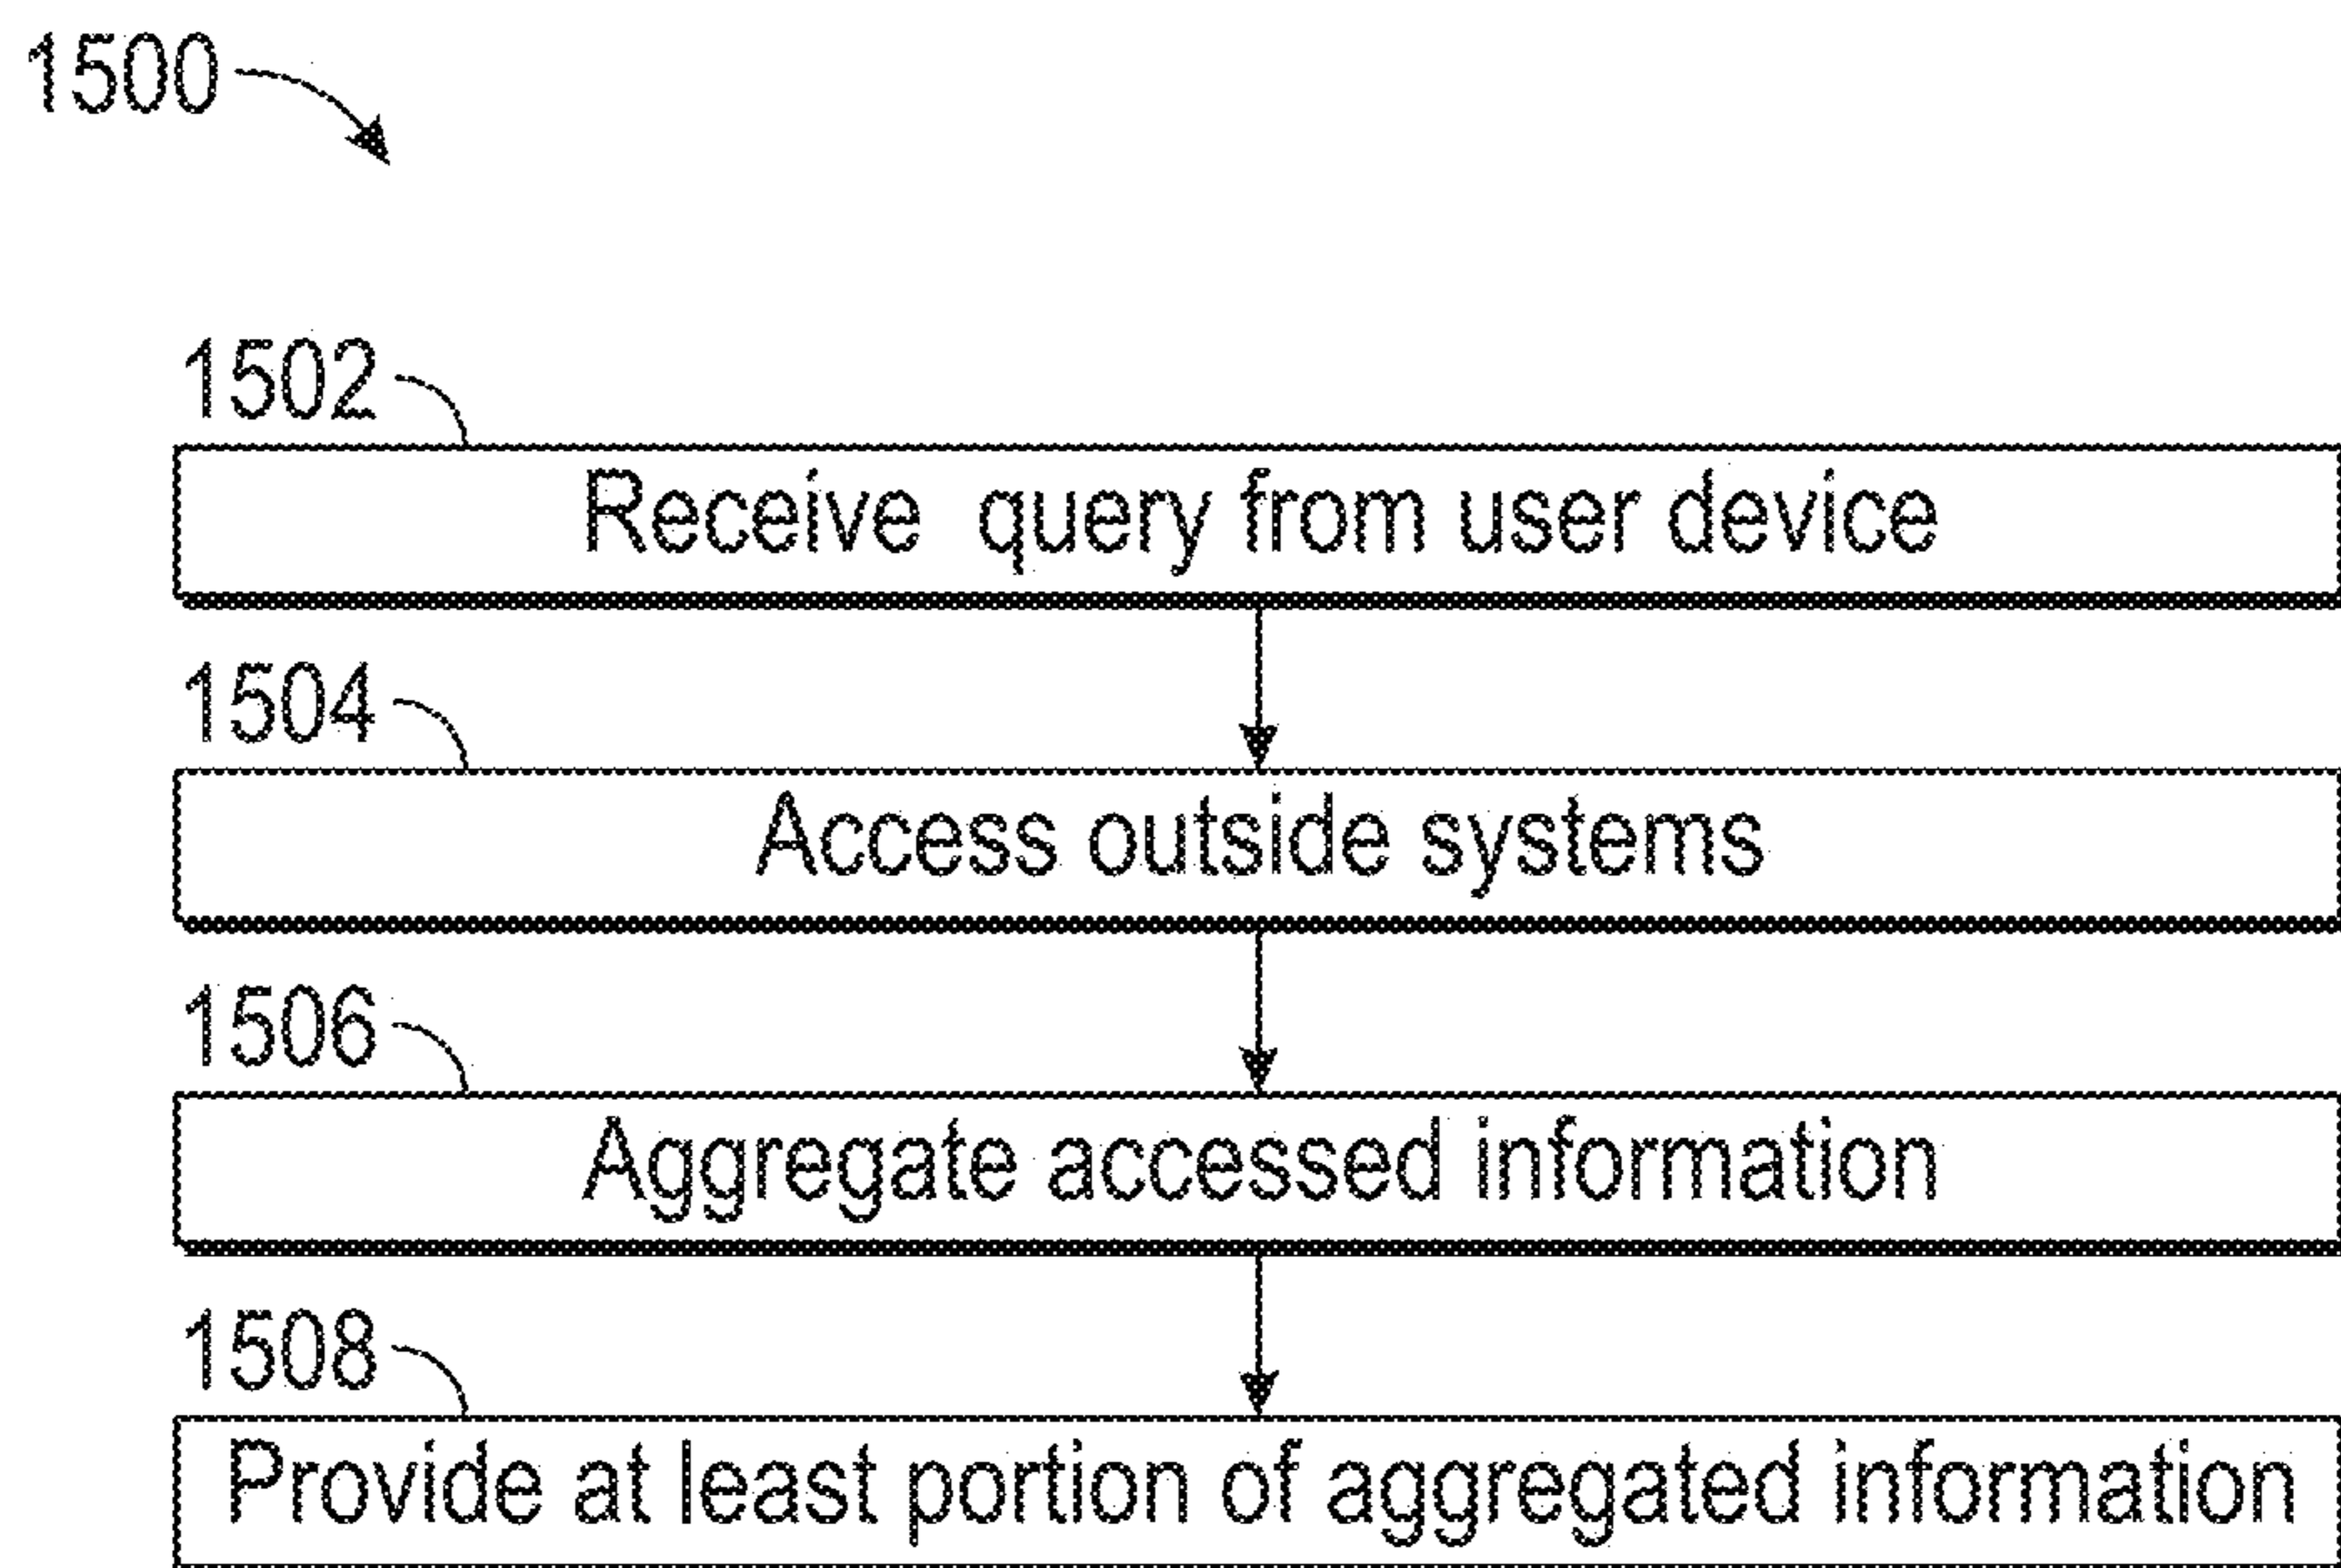 1500
1502
Receive query from user device
1504
Access outside systems
1506
Aggregate accessed information
1508
Provide at least portion of aggregated information